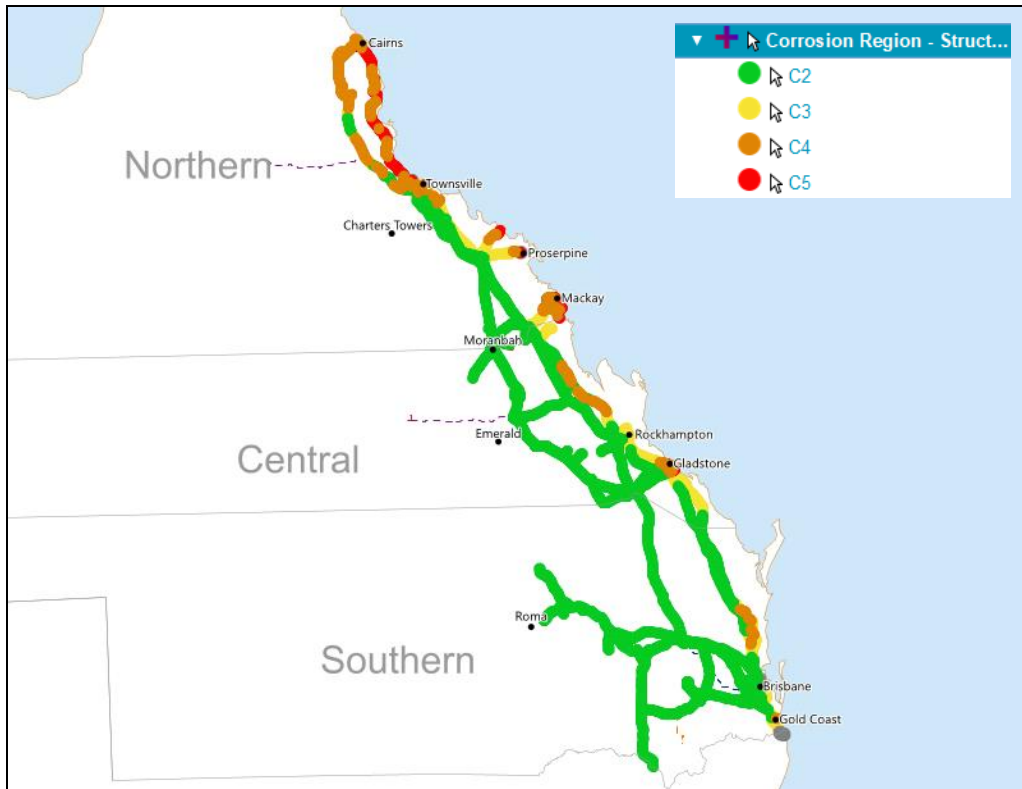 Cairns
Corrosion Region - Struct...
C2
C3
C4
C5
Northern
Townsville
Charters Towers
Proserpine
Mackay
Moranbah
Emerald
Rockhampton
Central
Gladstone
Roma
Southern
Brisbane
Gold Coast